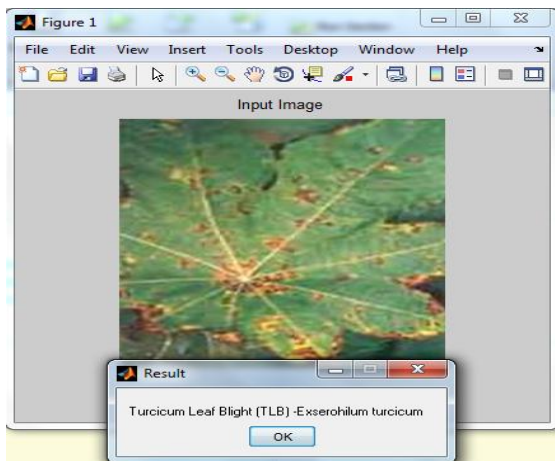 Figure 1
File Edit View Insert Tools Desktop Window Help
Input Image
Result
Turcicum Leaf Blight (TLB) -Exserohilum turcicum
OK